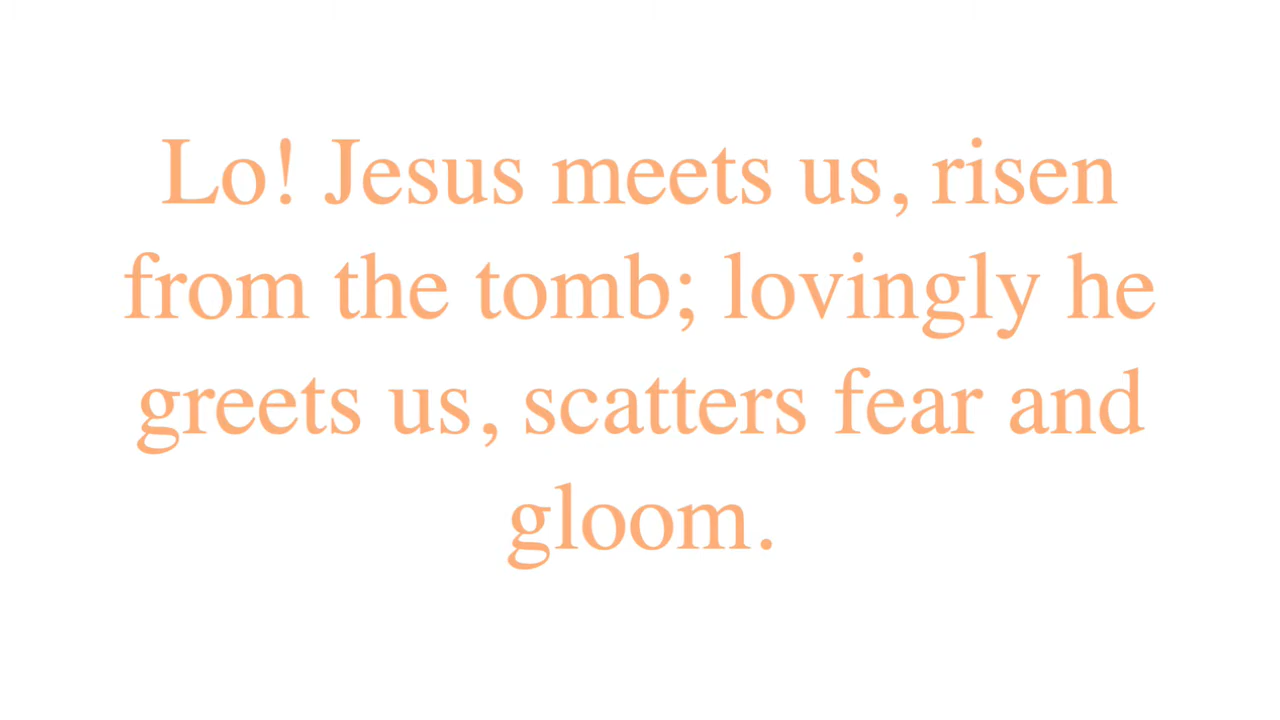 Lo! Jesus meets us, risen
from the tomb; lovingly he
greets us, scatters fear and
gloom.